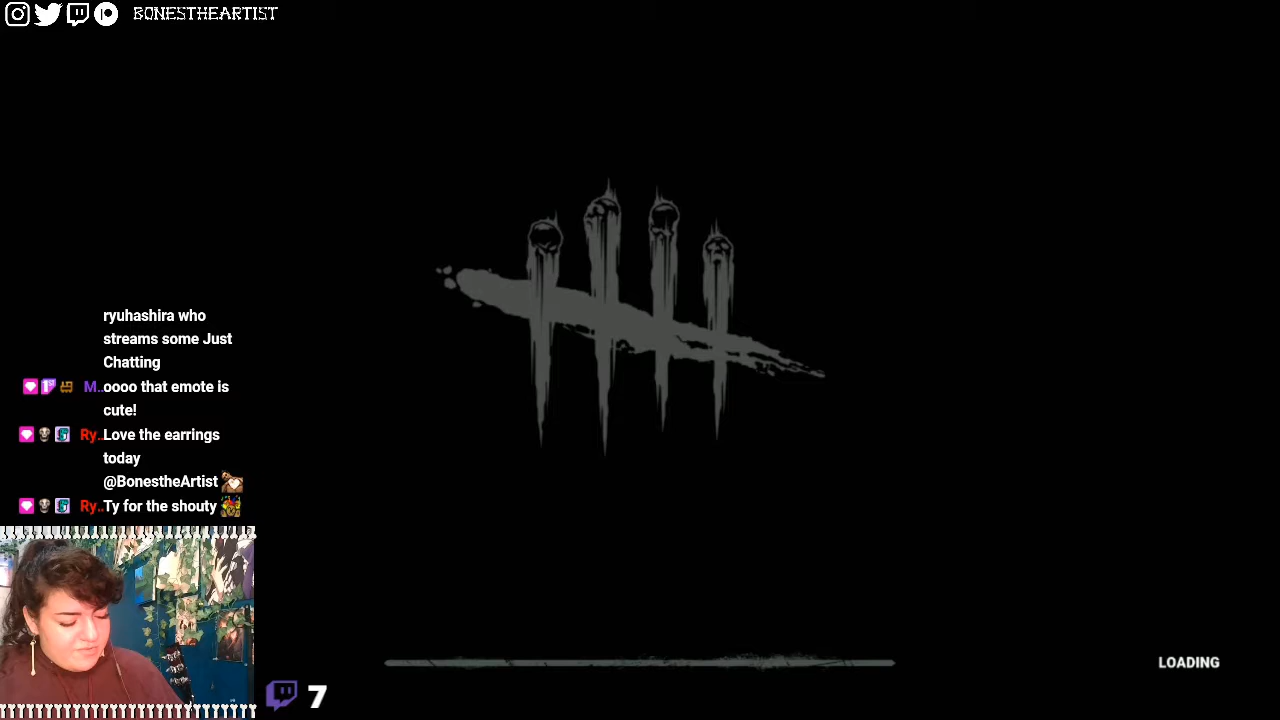 BONESTHEARTIST
ryuhashira who
streams some Just
Chatting
M..oooo that emote is
cute!
Ry..Love the earrings
today
@BonestheArtist
Ry..Ty for the shouty
7
LOADING